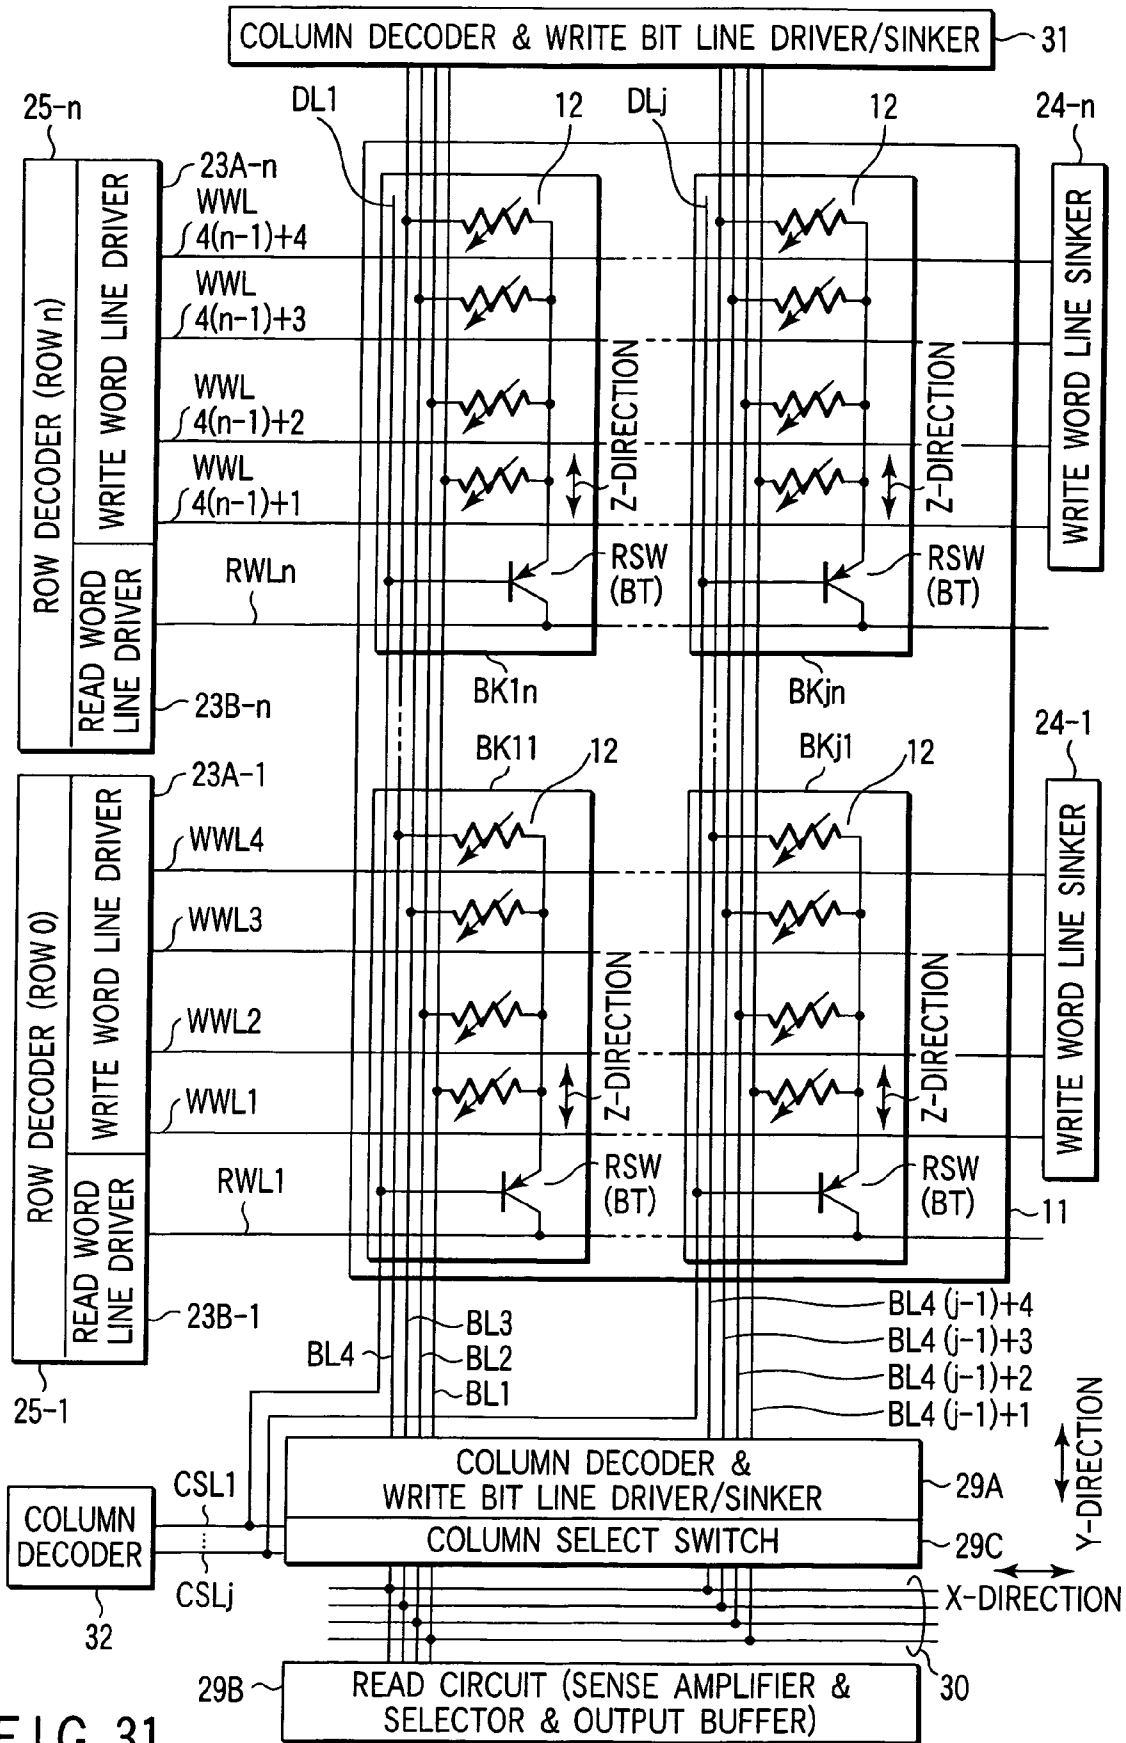 COLUMN DECODER & WRITE BIT LINE DRIVER/SINKER
31
25-n
DL1
12
DLj
12
24-n
ROW DECODER (ROW n)
WRITE WORD LINE DRIVER
READ WORD
LINE DRIVER
23A-n
WWL
4(n-1)+4
WWL
4(n-1)+3
WWL
4(n-1)+2
WWL
4(n-1)+1
RWLn
23B-n
Z-DIRECTION
RSW
(BT)
BK1n
Z-DIRECTION
RSW
(BT)
BKjn
WRITE WORD LINE SINKER
24-1
ROW DECODER (ROW 0)
WRITE WORD LINE DRIVER
READ WORD
LINE DRIVER
23A-1
WWL4
WWL3
WWL2
WWL1
RWL1
23B-1
25-1
BK11
12
Z-DIRECTION
RSW
(BT)
BKj1
12
Z-DIRECTION
RSW
(BT)
WRITE WORD LINE SINKER
11
BL4
BL3
BL2
BL1
BL4 (j-1)+4
BL4 (j-1)+3
BL4 (j-1)+2
BL4 (j-1)+1
COLUMN DECODER &
WRITE BIT LINE DRIVER/SINKER
29A
COLUMN SELECT SWITCH
29C
COLUMN
DECODER
32
CSL1
CSLj
Y-DIRECTION
X-DIRECTION
30
29B
READ CIRCUIT (SENSE AMPLIFIER &
SELECTOR & OUTPUT BUFFER)
FIG. 31